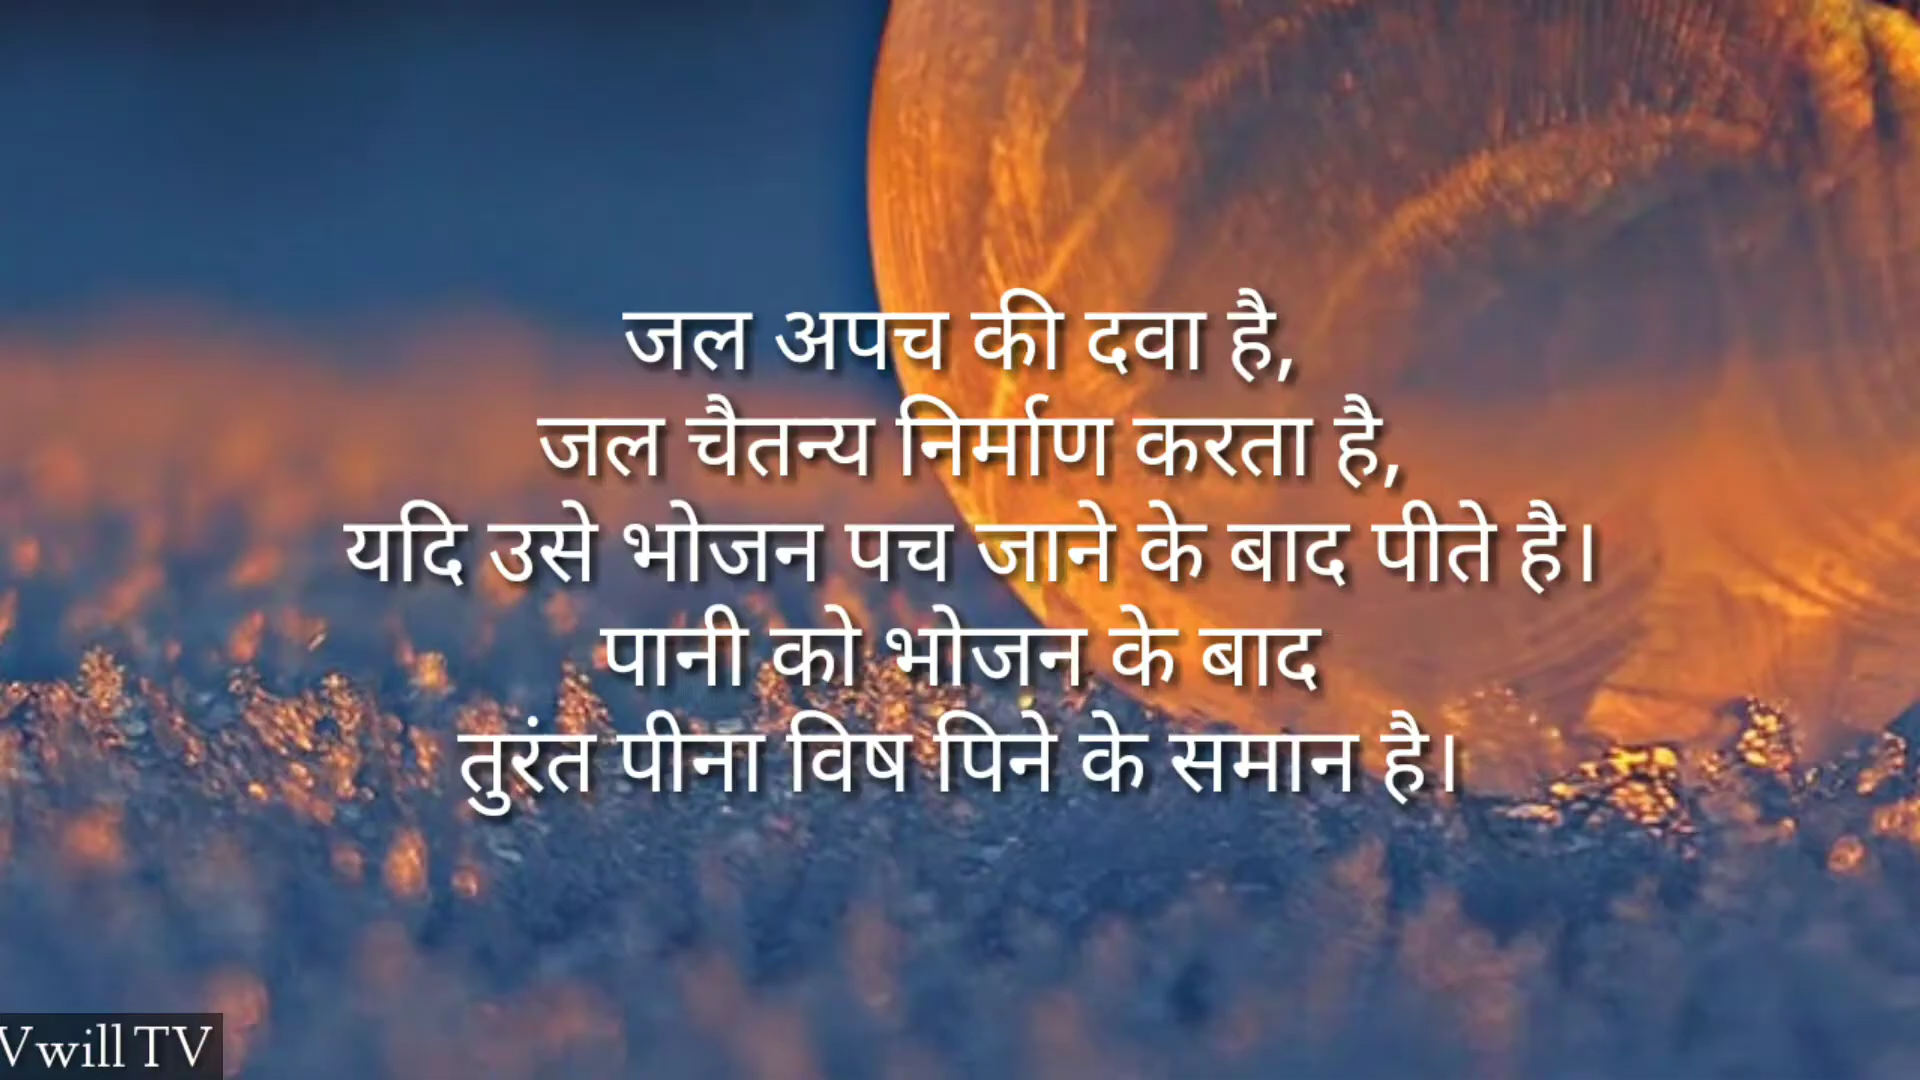 जल अपच की दवा है,
जल चैतन्य निर्माण करता है,
यदि उसे भोजन पच जाने के बाद पीते है।
पानी को भोजन के बाद
तुरंत पीना विष पिने के समान है।
Vwill TV